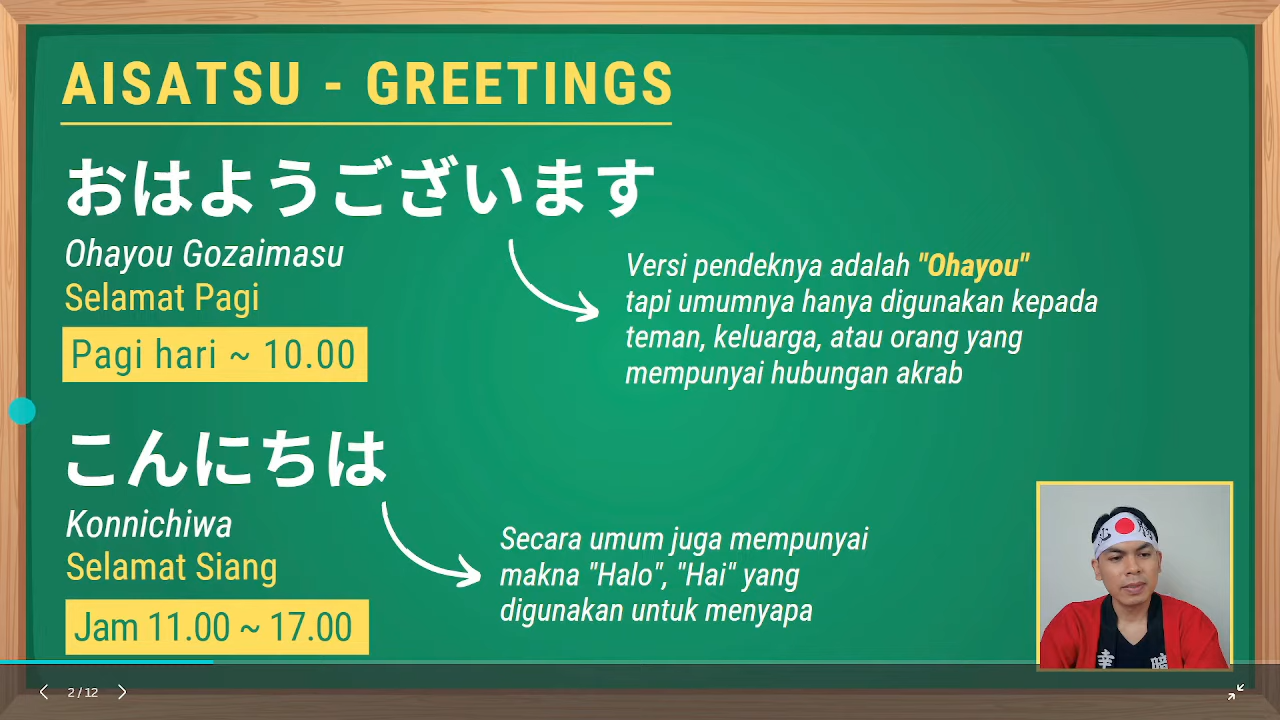 AISATSU - GREETINGS
おはようございます
Ohayou Gozaimasu
Selamat Pagi
Pagi hari ~ 10.00
Versi pendeknya adalah "Ohayou"
tapi umumnya hanya digunakan kepada
teman, keluarga, atau orang yang
mempunyai hubungan akrab
こんにちは
Konnichiwa
Selamat Siang
Jam 11.00 ~ 17.00
Secara umum juga mempunyai
makna "Halo", "Hai" yang
digunakan untuk menyapa
2 / 12